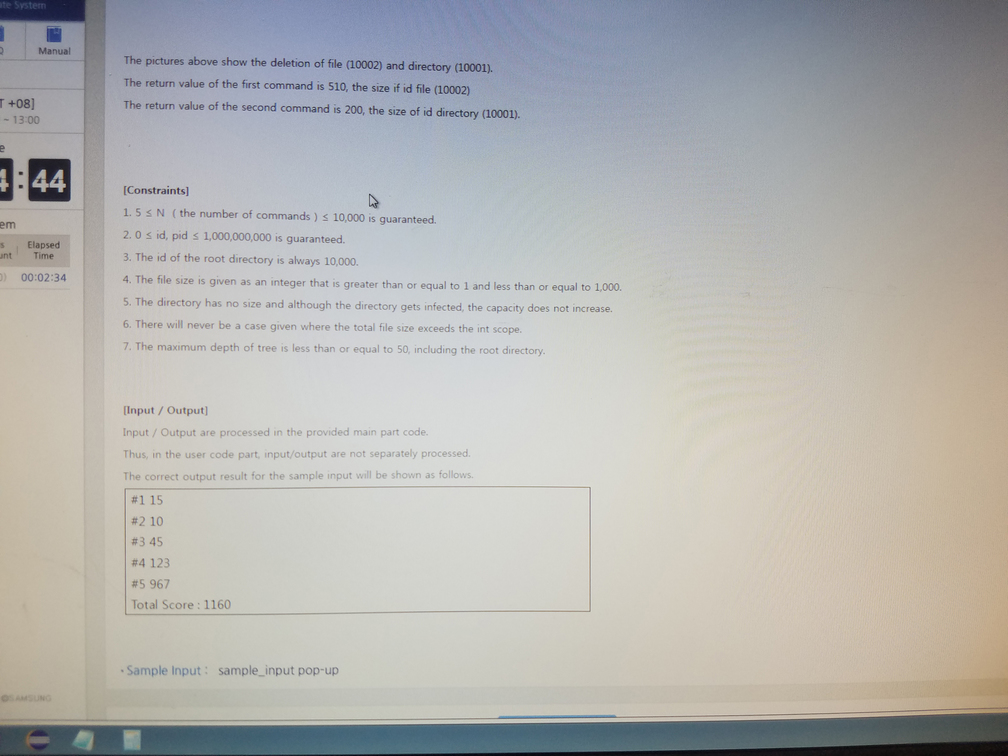 te System
Manual
T +08]
~ 13:00
e
4:44
em
s Elapsed
unt Time
00:02:34
The pictures above show the deletion of file (10002) and directory (10001).
The return value of the first command is 510, the size if id file (10002)
The return value of the second command is 200, the size of id directory (10001).
[Constraints]
1. 5 ≤ N ( the number of commands ) ≤ 10,000 is guaranteed.
2. 0 ≤ id, pid ≤ 1,000,000,000 is guaranteed.
3. The id of the root directory is always 10,000.
4. The file size is given as an integer that is greater than or equal to 1 and less than or equal to 1,000.
5. The directory has no size and although the directory gets infected, the capacity does not increase.
6. There will never be a case given where the total file size exceeds the int scope.
7. The maximum depth of tree is less than or equal to 50, including the root directory.
[Input / Output]
Input / Output are processed in the provided main part code.
Thus, in the user code part, input/output are not separately processed.
The correct output result for the sample input will be shown as follows.
#1 15
#2 10
#3 45
#4 123
#5 967
Total Score : 1160
• Sample Input : sample_input pop-up
@SAMSUNG